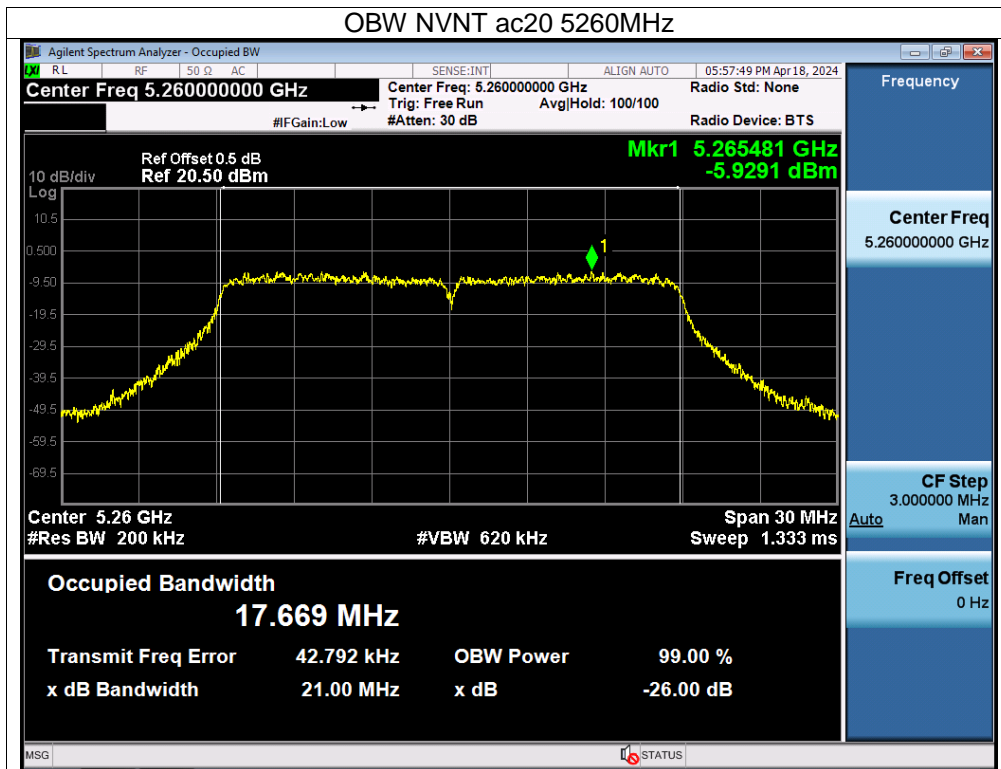 OBW NVNT ac20 5260MHz
Agilent Spectrum Analyzer - Occupied BW
LXI RL RF 50 Ω AC SENSE:INT ALIGN AUTO 05:57:49 PM Apr 18, 2024
Center Freq 5.260000000 GHz
Center Freq: 5.260000000 GHz Radio Std: None
Trig: Free Run Avg|Hold: 100/100
#IFGain:Low #Atten: 30 dB Radio Device: BTS
Mkr1 5.265481 GHz
-5.9291 dBm
Ref Offset 0.5 dB
10 dB/div Ref 20.50 dBm
Log
10.5
0.500
-9.50
-19.5
-29.5
-39.5
-49.5
-59.5
-69.5
1
Center 5.26 GHz Span 30 MHz
#Res BW 200 kHz #VBW 620 kHz Sweep 1.333 ms
Occupied Bandwidth
17.669 MHz
Transmit Freq Error 42.792 kHz OBW Power 99.00 %
x dB Bandwidth 21.00 MHz x dB -26.00 dB
Frequency
Center Freq
5.260000000 GHz
CF Step
3.000000 MHz
Auto Man
Freq Offset
0 Hz
MSG STATUS